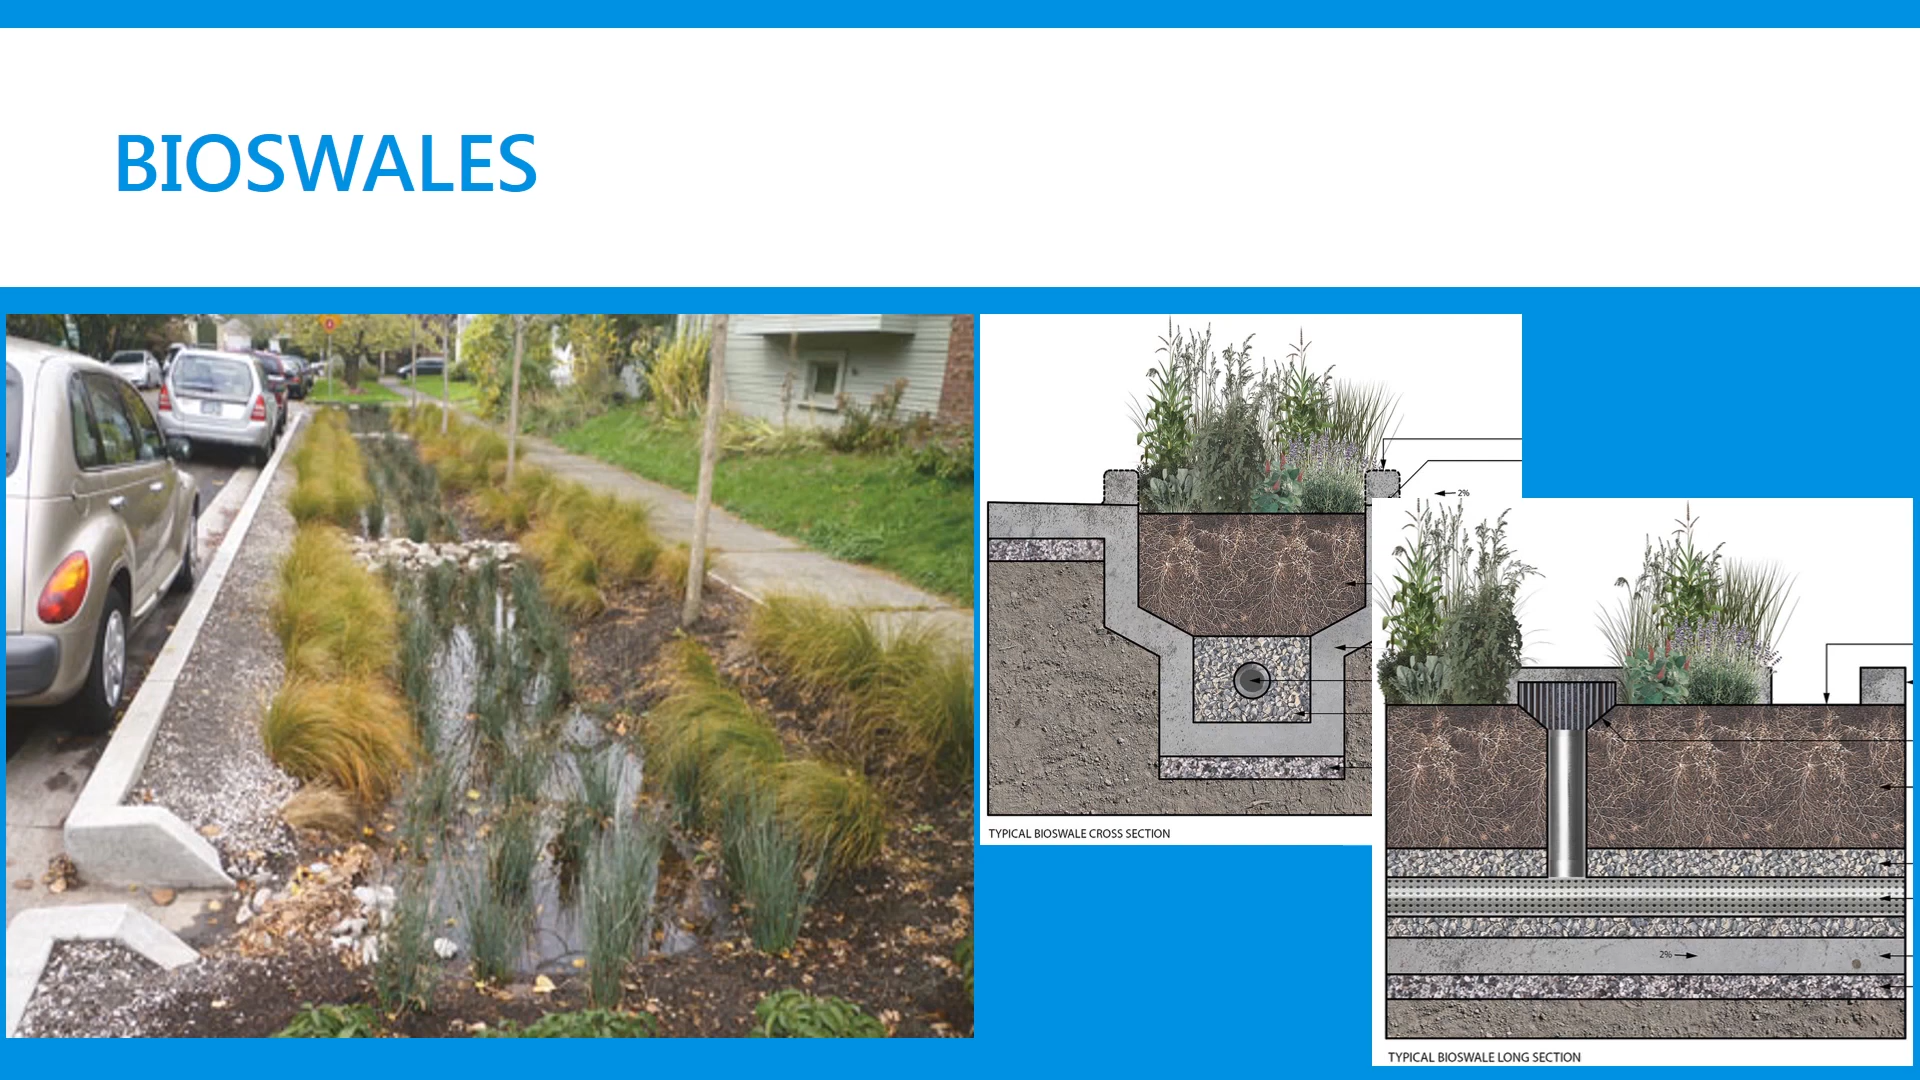 BIOSWALES
2%
TYPICAL BIOSWALE CROSS SECTION
2%
TYPICAL BIOSWALE LONG SECTION